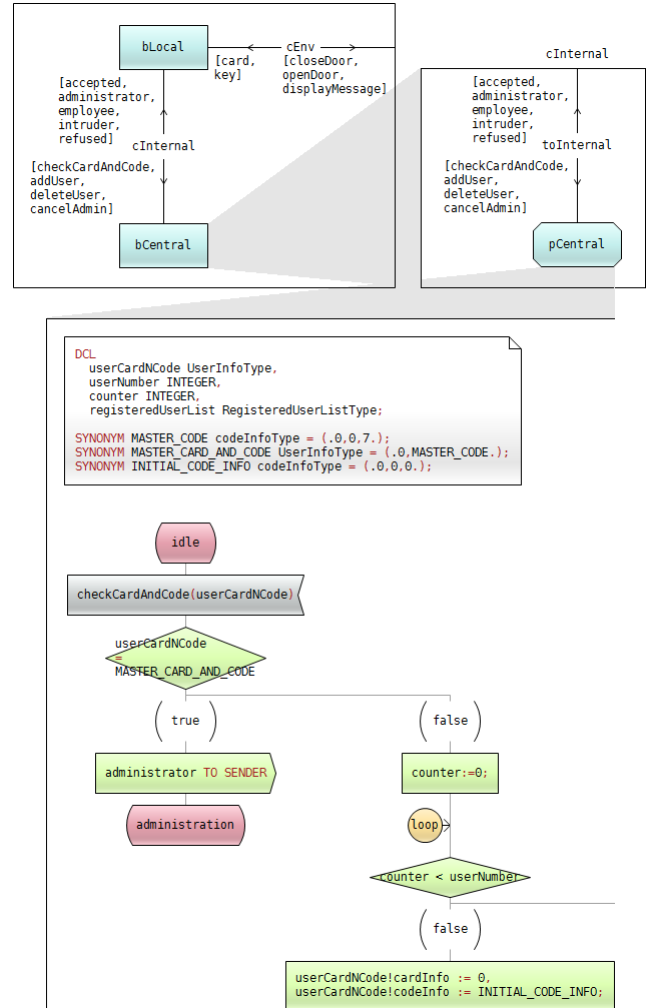 bLocal
cEnv
[card,
key]
[closeDoor,
openDoor,
displayMessage]
[accepted,
administrator,
employee,
intruder,
refused]
cInternal
[checkCardAndCode,
addUser,
deleteUser,
cancelAdmin]
bCentral
cInternal
[accepted,
administrator,
employee,
intruder,
refused]
toInternal
[checkCardAndCode,
addUser,
deleteUser,
cancelAdmin]
pCentral
DCL
userCardNCode UserInfoType,
userNumber INTEGER,
counter INTEGER,
registeredUserList RegisteredUserListType;
SYNONYM MASTER_CODE codeInfoType = (.0,0,7.);
SYNONYM MASTER_CARD_AND_CODE UserInfoType = (.0,MASTER_CODE.);
SYNONYM INITIAL_CODE_INFO codeInfoType = (.0,0,0.);
idle
checkCardAndCode(userCardNCode)
userCardNCode
=
MASTER_CARD_AND_CODE
(true)
(false)
administrator TO SENDER
counter:=0;
administration
loop
counter < userNumber
(false)
userCardNCode!cardInfo := 0,
userCardNCode!codeInfo := INITIAL_CODE_INFO;